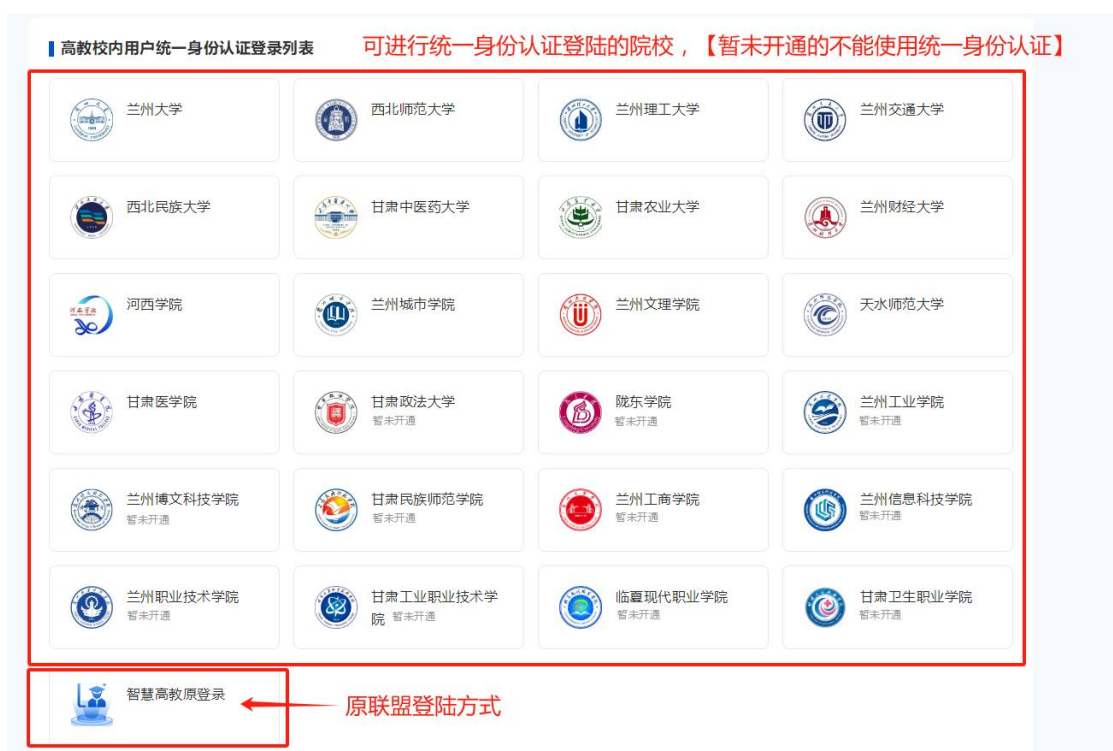 高教校内用户统一身份认证登录列表
可进行统一身份认证登陆的院校，【暂未开通的不能使用统一身份认证】
兰州大学
西北师范大学
兰州理工大学
兰州交通大学
西北民族大学
甘肃中医药大学
甘肃农业大学
兰州财经大学
河西学院
兰州城市学院
兰州文理学院
天水师范大学
甘肃医学院
甘肃政法大学
暂未开通
陇东学院
暂未开通
兰州工业学院
暂未开通
兰州博文科技学院
暂未开通
甘肃民族师范学院
暂未开通
兰州工商学院
暂未开通
兰州信息科技学院
暂未开通
兰州职业技术学院
暂未开通
甘肃工业职业技术学
院 暂未开通
临夏现代职业学院
暂未开通
甘肃卫生职业学院
暂未开通
智慧高教原登录
原联盟登陆方式